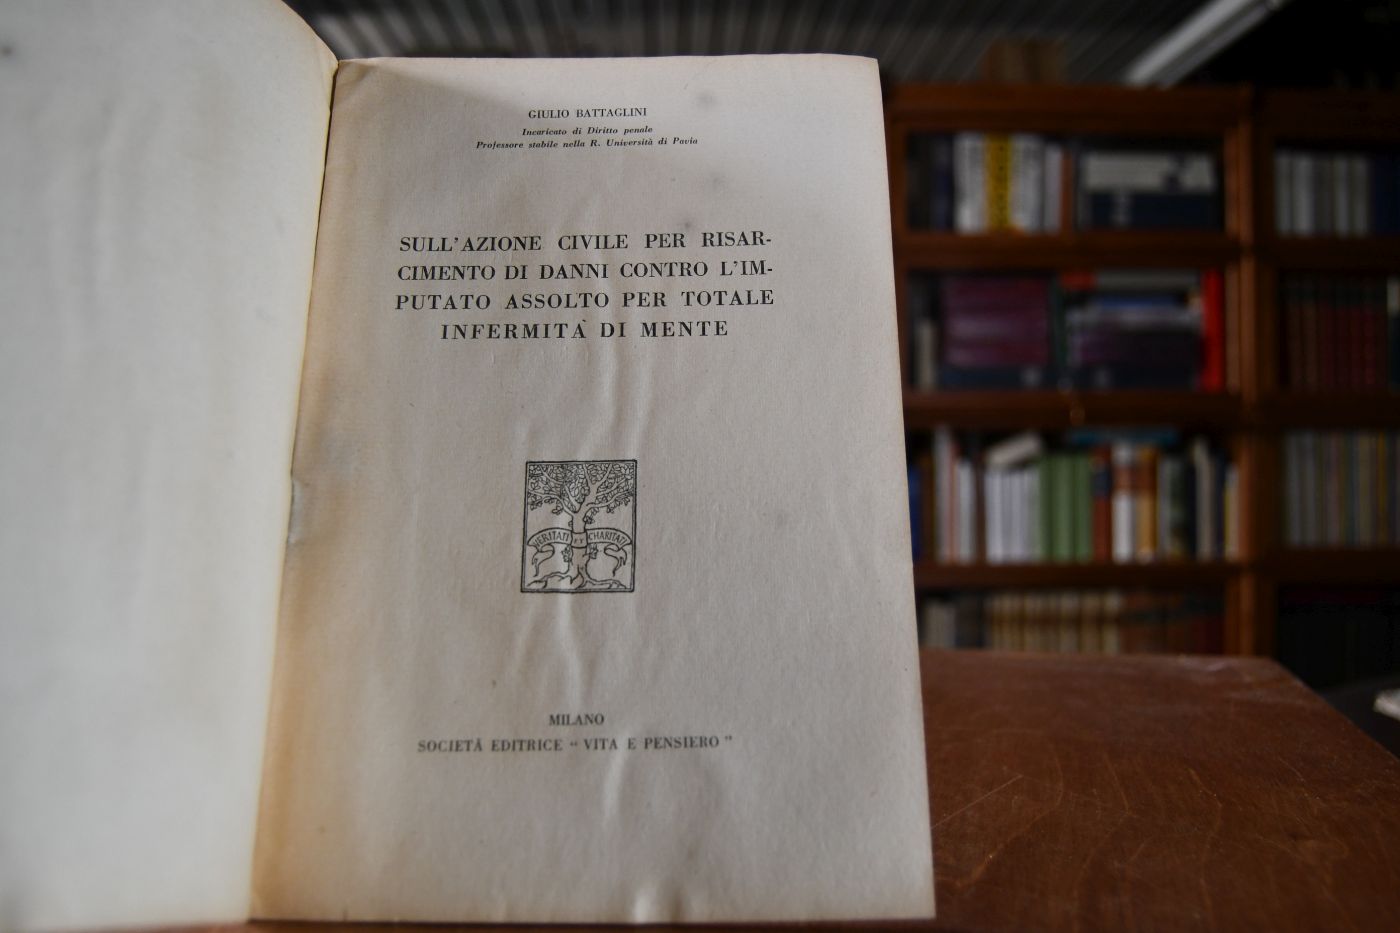 GIULIO BATTAGLINI
Incaricato di Diritto penale
Professore stabile nella R. Università di Pavia
SULL'AZIONE CIVILE PER RISAR-
CIMENTO DI DANNI CONTRO L'IM-
PUTATO ASSOLTO PER TOTALE
INFERMITÀ DI MENTE
VERITATI ET CHARITATI
MILANO
SOCIETÀ EDITRICE “ VITA E PENSIERO ”